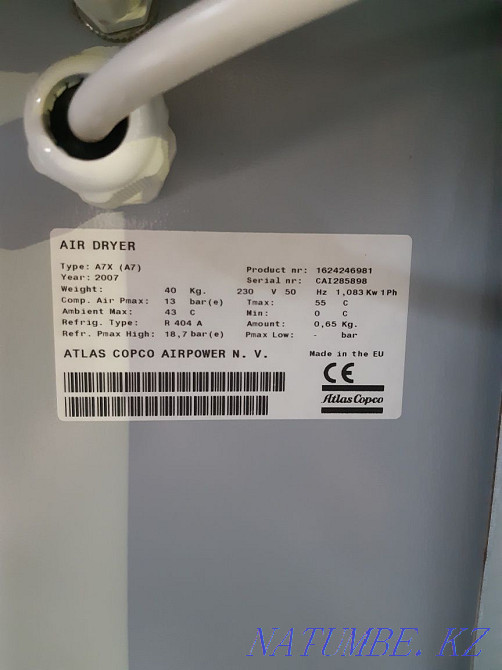 AIR DRYER
Type: A7X (A7) Product nr: 1624246981
Year: 2007 Serial nr: CAI285898
Weight: 40 Kg. 230 V 50 Hz 1,083 Kw 1Ph
Comp. Air Pmax: 13 bar(e) Tmax: 55 C
Ambient Max: 43 C Min: 0 C
Refrig. Type: R 404 A Amount: 0,65 Kg.
Refr. Pmax High: 18,7 bar(e) Pmax Low: - bar
ATLAS COPCO AIRPOWER N. V. Made in the EU
CE
Atlas Copco
NATUMBE.KZ